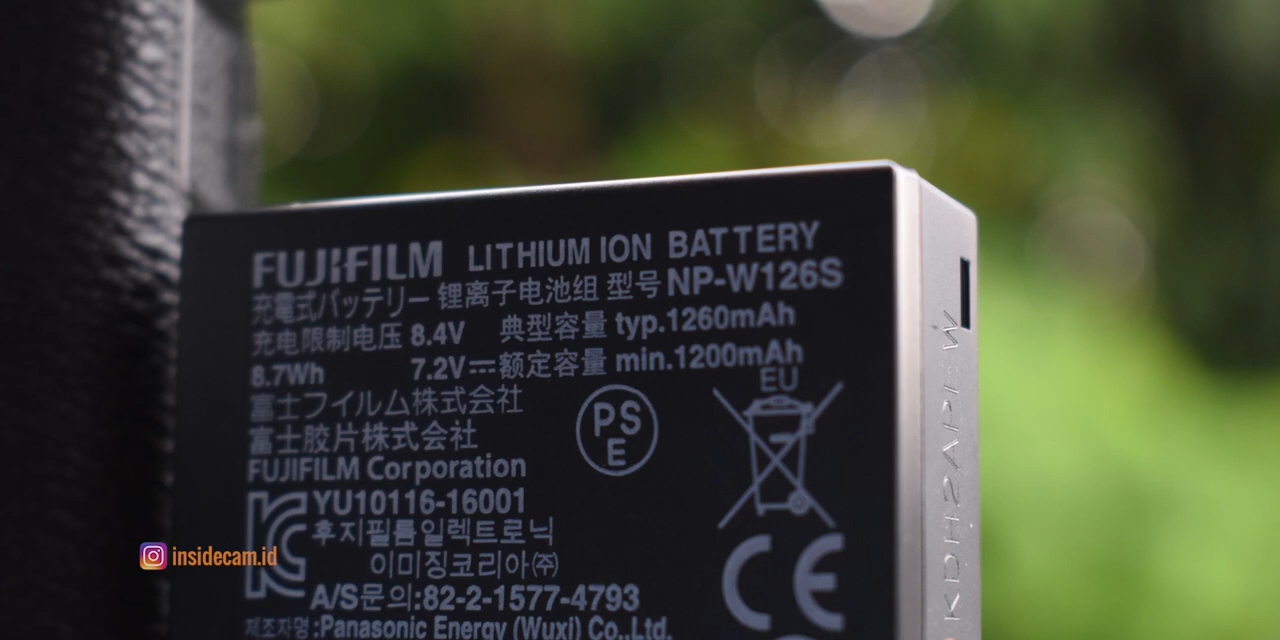 FUJIFILM LITHIUM ION BATTERY
充電式バッテリー 锂离子电池组 型号 NP-W126S
充电限制电压 8.4V 典型容量 typ.1260mAh
8.7Wh 7.2V⎓额定容量 min.1200mAh
EU
富士フイルム株式会社
富士胶片株式会社
FUJIFILM Corporation
PS
E
YU10116-16001
후지필름일렉트로닉
이미징코리아㈜
A/S문의:82-2-1577-4793
제조자명:Panasonic Energy (Wuxi) Co.,Ltd.
CE
KDH2APEW
insidecam.id